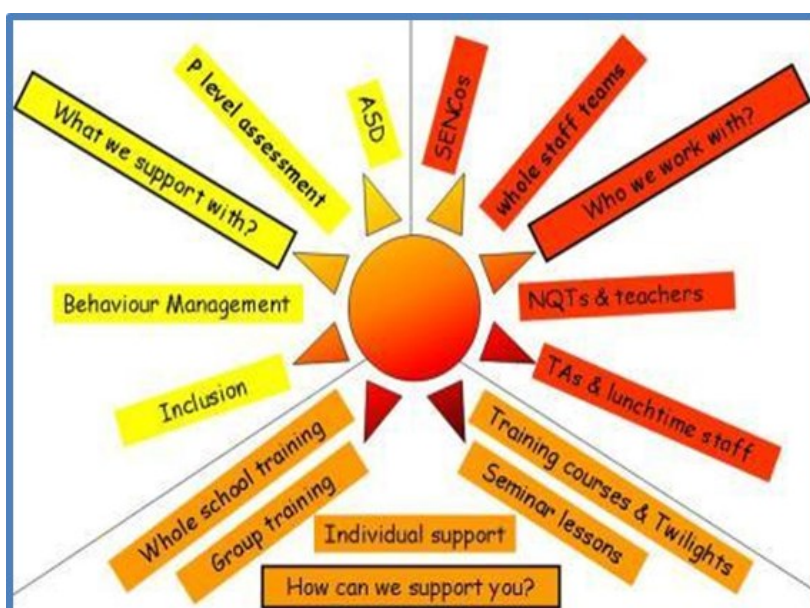 What we support with?
P level assessment
ASD
Behaviour Management
Inclusion
SENCos
whole staff teams
Who we work with?
NQTs & teachers
TAs & lunchtime staff
Whole school training
Group training
Individual support
Seminar lessons
Training courses & Twilights
How can we support you?